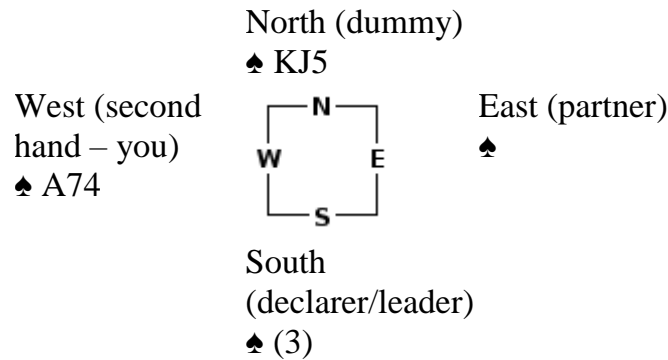 North (dummy)
♠ KJ5
West (second
hand – you)
♠ A74
N
W
E
S
East (partner)
♠
South
(declarer/leader)
♠ (3)